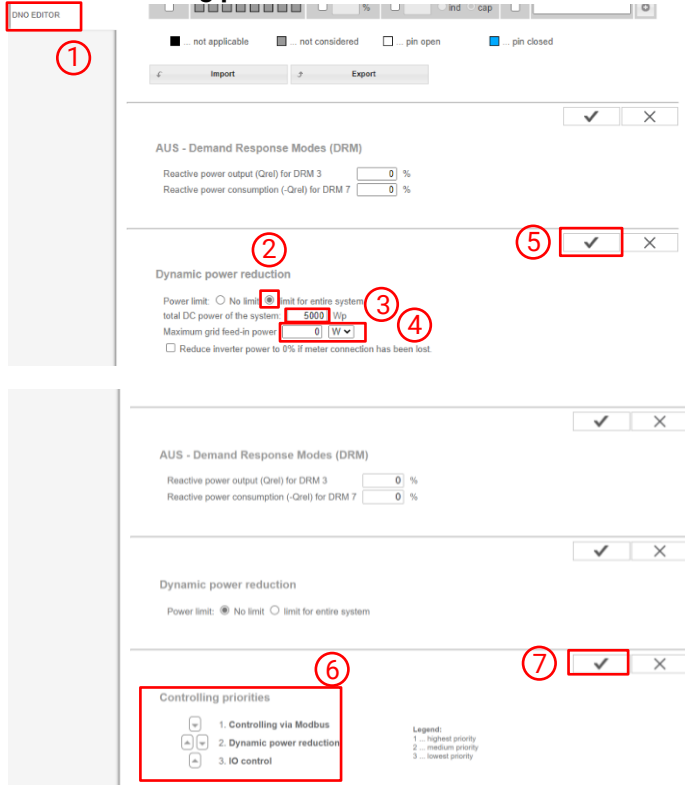 DNO EDITOR
%
ind
cap
... not applicable
... not considered
... pin open
... pin closed
Import
Export
1
AUS - Demand Response Modes (DRM)
Reactive power output (Qrel) for DRM 3 0 %
Reactive power consumption (-Qrel) for DRM 7 0 %
2
5
Dynamic power reduction
Power limit: No limit limit for entire system
3
total DC power of the system: 5000 Wp
4
Maximum grid feed-in power: 0 W
Reduce inverter power to 0% if meter connection has been lost.
AUS - Demand Response Modes (DRM)
Reactive power output (Qrel) for DRM 3 0 %
Reactive power consumption (-Qrel) for DRM 7 0 %
Dynamic power reduction
Power limit: No limit limit for entire system
6
7
Controlling priorities
1. Controlling via Modbus
2. Dynamic power reduction
3. IO control
Legend:
1 ... highest priority
2 ... medium priority
3 ... lowest priority